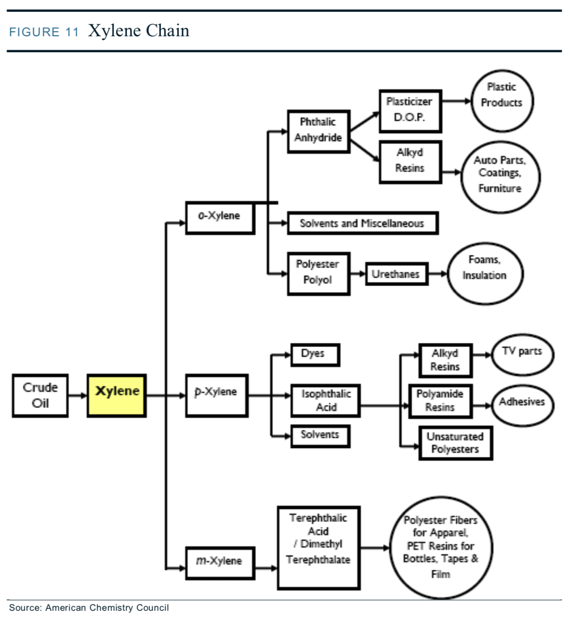 FIGURE 11 Xylene Chain
Plastic
Products
Plasticizer
D.O.P.
Phthalic
Anhydride
Alkyd
Resins
Auto Parts,
Coatings,
Furniture
o-Xylene
Solvents and Miscellaneous
Polyester
Polyol
Urethanes
Foams,
Insulation
Crude
Oil
Xylene
p-Xylene
Dyes
Isophthalic
Acid
Solvents
Alkyd
Resins
TV parts
Polyamide
Resins
Adhesives
Unsaturated
Polyesters
m-Xylene
Terephthalic
Acid
/ Dimethyl
Terephthalate
Polyester Fibers
for Apparel,
PET Resins for
Bottles, Tapes &
Film
Source: American Chemistry Council